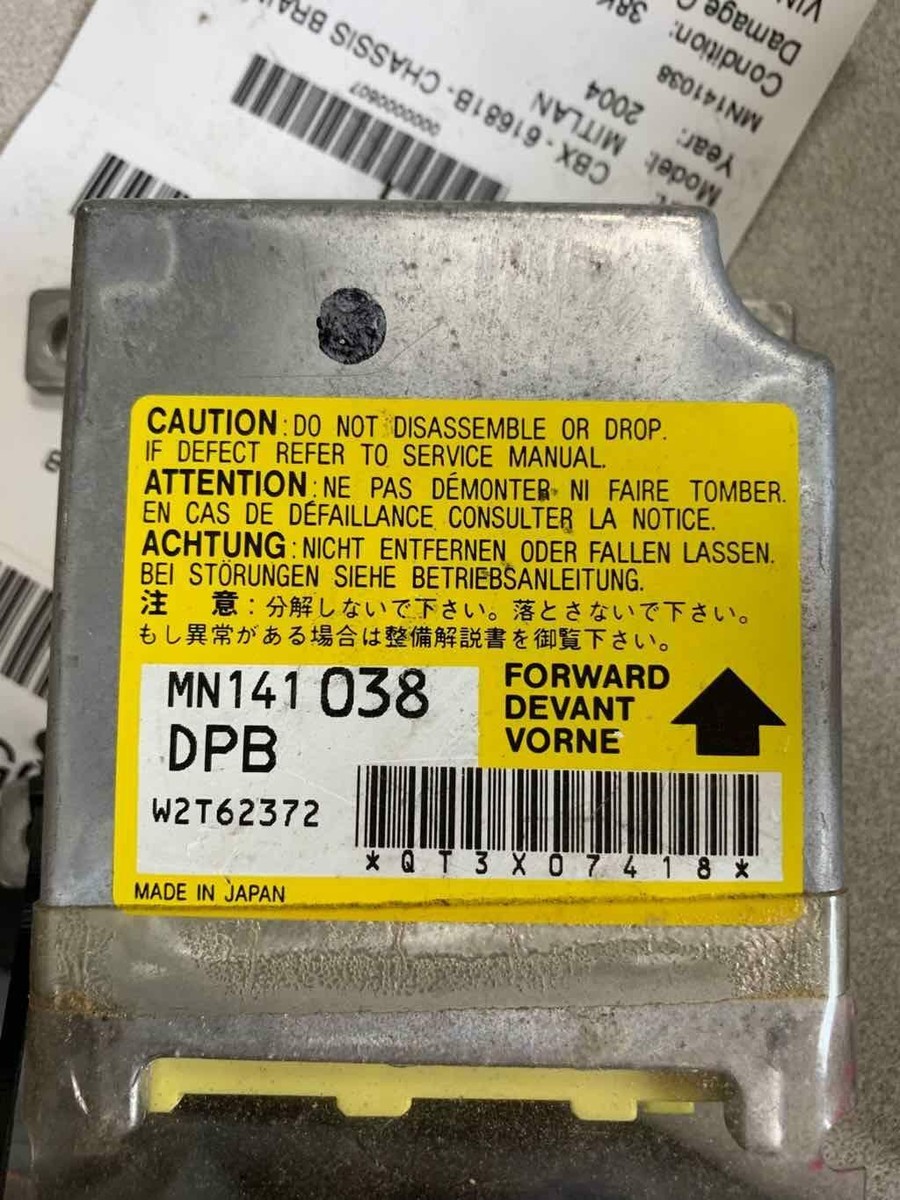 CBX - 61681B - CHASSIS
MITLAN
Model:
2004
Year:
MN141038
Condition:
38K
0000000607
CAUTION : DO NOT DISASSEMBLE OR DROP.
IF DEFECT REFER TO SERVICE MANUAL.
ATTENTION : NE PAS DÉMONTER NI FAIRE TOMBER.
EN CAS DE DÉFAILLANCE CONSULTER LA NOTICE.
ACHTUNG : NICHT ENTFERNEN ODER FALLEN LASSEN.
BEI STÖRUNGEN SIEHE BETRIEBSANLEITUNG.
注 意 : 分解しないで下さい。落とさないで下さい。
もし異常がある場合は整備解説書を御覧下さい。
MN141 038
DPB
W2T62372
FORWARD
DEVANT
VORNE
*QT3X07418*
MADE IN JAPAN